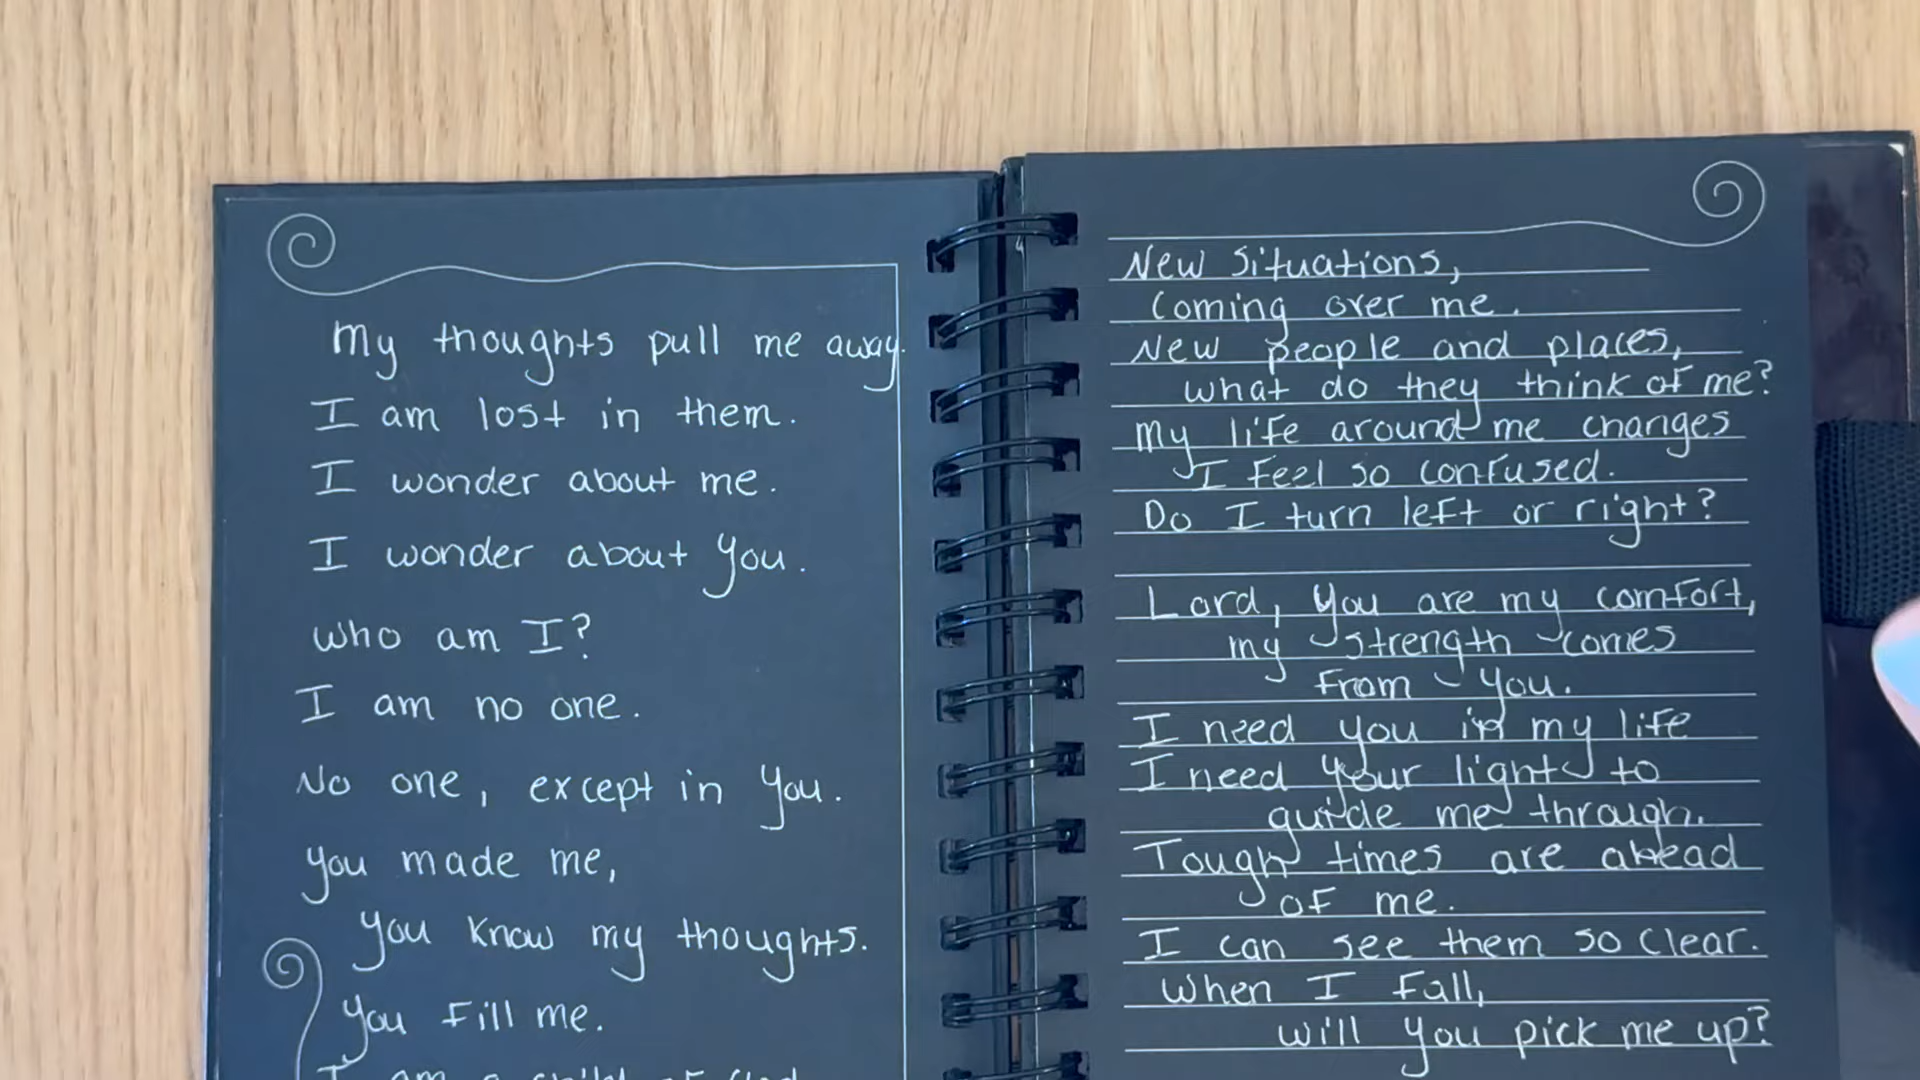 My thoughts pull me away.
I am lost in them.
I wonder about me.
I wonder about you.
Who am I?
I am no one.
No one, except in you.
You made me,
you know my thoughts.
You fill me.
I am a child of God
New situations,
Coming over me.
New people and places,
what do they think of me?
My life around me changes
I feel so confused.
Do I turn left or right?
Lord, you are my comfort,
my strength comes
from you.
I need you in my life
I need your light to
guide me through.
Tough times are ahead
of me.
I can see them so clear.
When I fall,
will you pick me up?